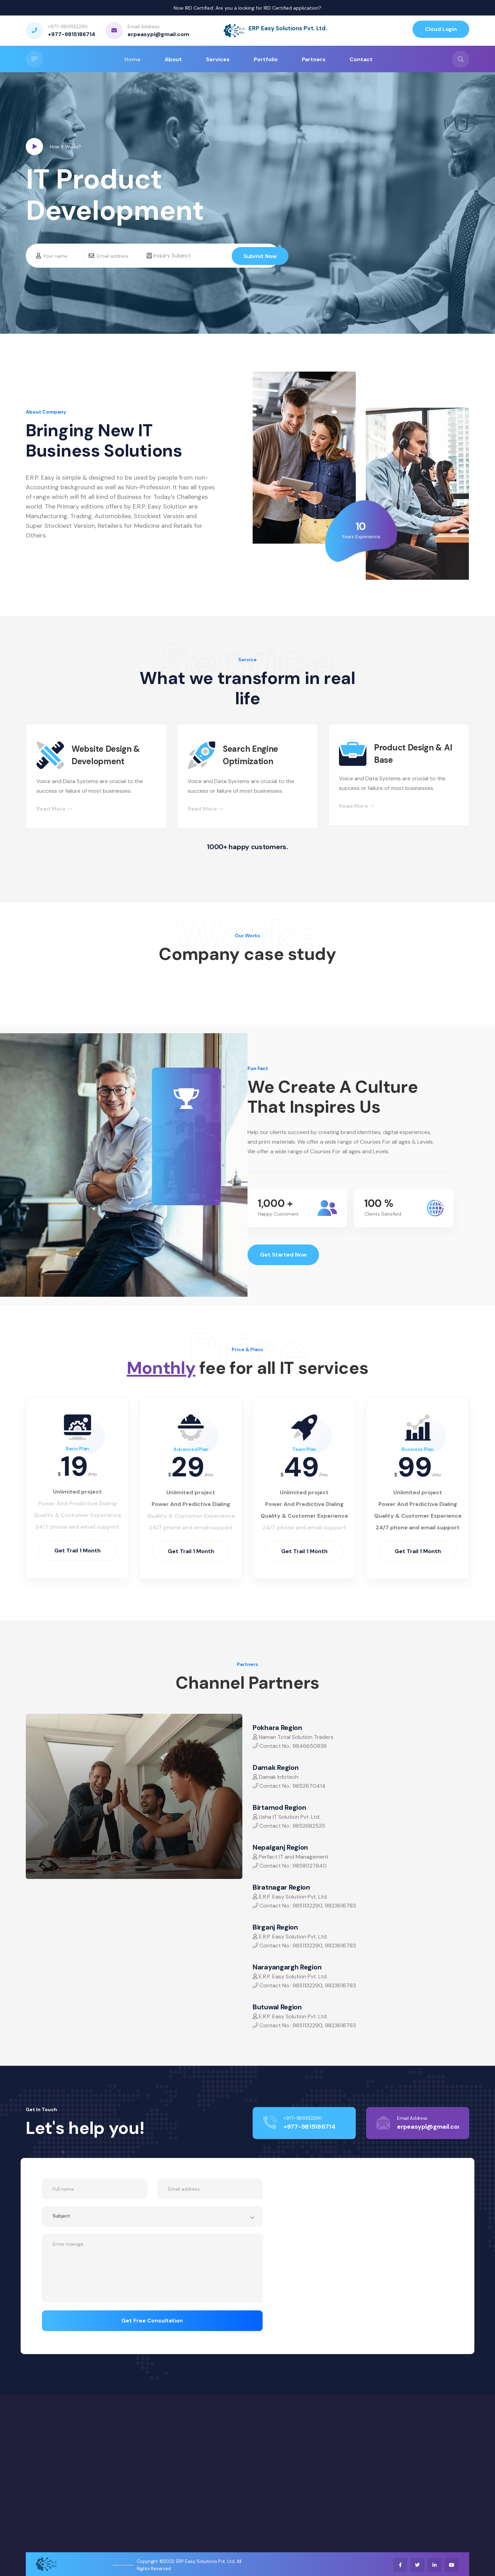 Now IRD Certified: Are you a looking for IRD Certified application?
+977-9851132290
+977-9815186714
Email Address
erpeasypl@gmail.com
ERP Easy Solutions Pvt. Ltd.
Cloud Login
Home
About
Services
Portfolio
Partners
Contact
How It Works?
IT Product
Development
Your name
Email address
Inquiry Subject
Submit Now
About Company
Bringing New IT
Business Solutions
E.R.P. Easy is simple & designed to be used by people from non-
Accounting background as well as Non-Profession. It has all types
of range which will fits all kind of Business for Today's Challenges
world. The Primary editions offers by E.R.P. Easy Solution are
Manufacturing, Trading, Automobiles, Stockiest Version and
Super Stockiest Version, Retailers for Medicine and Retails for
Others.
10
Years Experience
Service
Service
What we transform in real
life
Website Design &
Development
Voice and Data Systems are crucial to the
success or failure of most businesses.
Read More →
Search Engine
Optimization
Voice and Data Systems are crucial to the
success or failure of most businesses.
Read More →
Product Design & AI
Base
Voice and Data Systems are crucial to the
success or failure of most businesses.
Read More →
1000+ happy customers.
Works
Our Works
Company case study
Fun Fact
We Create A Culture
That Inspires Us
Help our clients succeed by creating brand identities, digital experiences,
and print materials. We offer a wide range of Courses For all ages & Levels.
We offer a wide range of Courses For all ages and Levels.
1,000 +
Happy Customers
100 %
Clients Satisfied
Get Started Now
Price
Price & Plans
Monthly fee for all IT services
Basic Plan
$ 19 /mo
Unlimited project
Power And Predictive Dialing
Quality & Customer Experience
24/7 phone and email support
Get Trail 1 Month
Advanced Plan
$ 29 /mo
Unlimited project
Power And Predictive Dialing
Quality & Customer Experience
24/7 phone and email support
Get Trail 1 Month
Team Plan
$ 49 /mo
Unlimited project
Power And Predictive Dialing
Quality & Customer Experience
24/7 phone and email support
Get Trail 1 Month
Business Plan
$ 99 /mo
Unlimited project
Power And Predictive Dialing
Quality & Customer Experience
24/7 phone and email support
Get Trail 1 Month
Partners
Channel Partners
Pokhara Region
Naman Total Solution Traders
Contact No.: 9846650939
Damak Region
Damak Infotech
Contact No.: 9852670414
Birtamod Region
Usha IT Solution Pvt. Ltd.
Contact No.: 9852682535
Nepalganj Region
Perfact IT and Management
Contact No.: 9858027840
Biratnagar Region
E.R.P. Easy Solution Pvt. Ltd.
Contact No.: 9851132290, 9823616783
Birganj Region
E.R.P. Easy Solution Pvt. Ltd.
Contact No.: 9851132290, 9823616783
Narayangargh Region
E.R.P. Easy Solution Pvt. Ltd.
Contact No.: 9851132290, 9823616783
Butuwal Region
E.R.P. Easy Solution Pvt. Ltd.
Contact No.: 9851132290, 9823616783
Get In Touch
Let's help you!
+977-9851132290
+977-9815186714
Email Address
erpeasypl@gmail.com
Full name
Email address
Subject
Enter masage
Get Free Consultation
Copyright ©2022 ERP Easy Solutions Pvt. Ltd. All
Rights Reserved